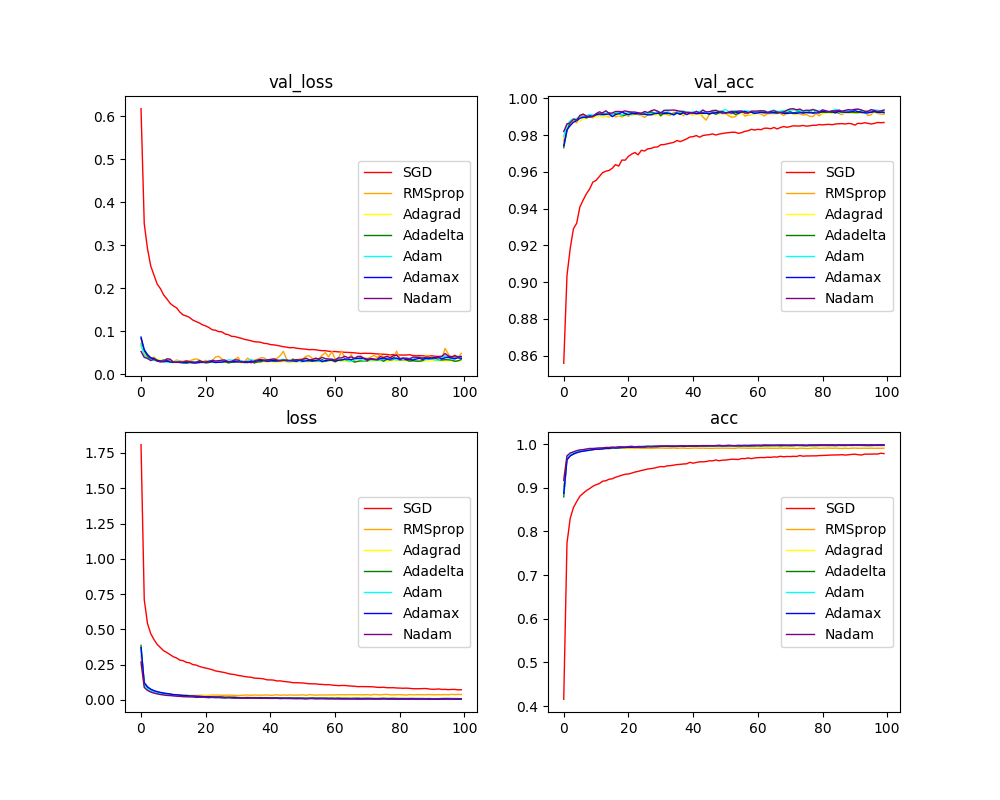 val_loss
0.6
0.5
0.4
0.3
0.2
0.1
0.0
0 20 40 60 80 100
SGD
RMSprop
Adagrad
Adadelta
Adam
Adamax
Nadam
val_acc
1.00
0.98
0.96
0.94
0.92
0.90
0.88
0.86
0 20 40 60 80 100
SGD
RMSprop
Adagrad
Adadelta
Adam
Adamax
Nadam
loss
1.75
1.50
1.25
1.00
0.75
0.50
0.25
0.00
0 20 40 60 80 100
SGD
RMSprop
Adagrad
Adadelta
Adam
Adamax
Nadam
acc
1.0
0.9
0.8
0.7
0.6
0.5
0.4
0 20 40 60 80 100
SGD
RMSprop
Adagrad
Adadelta
Adam
Adamax
Nadam